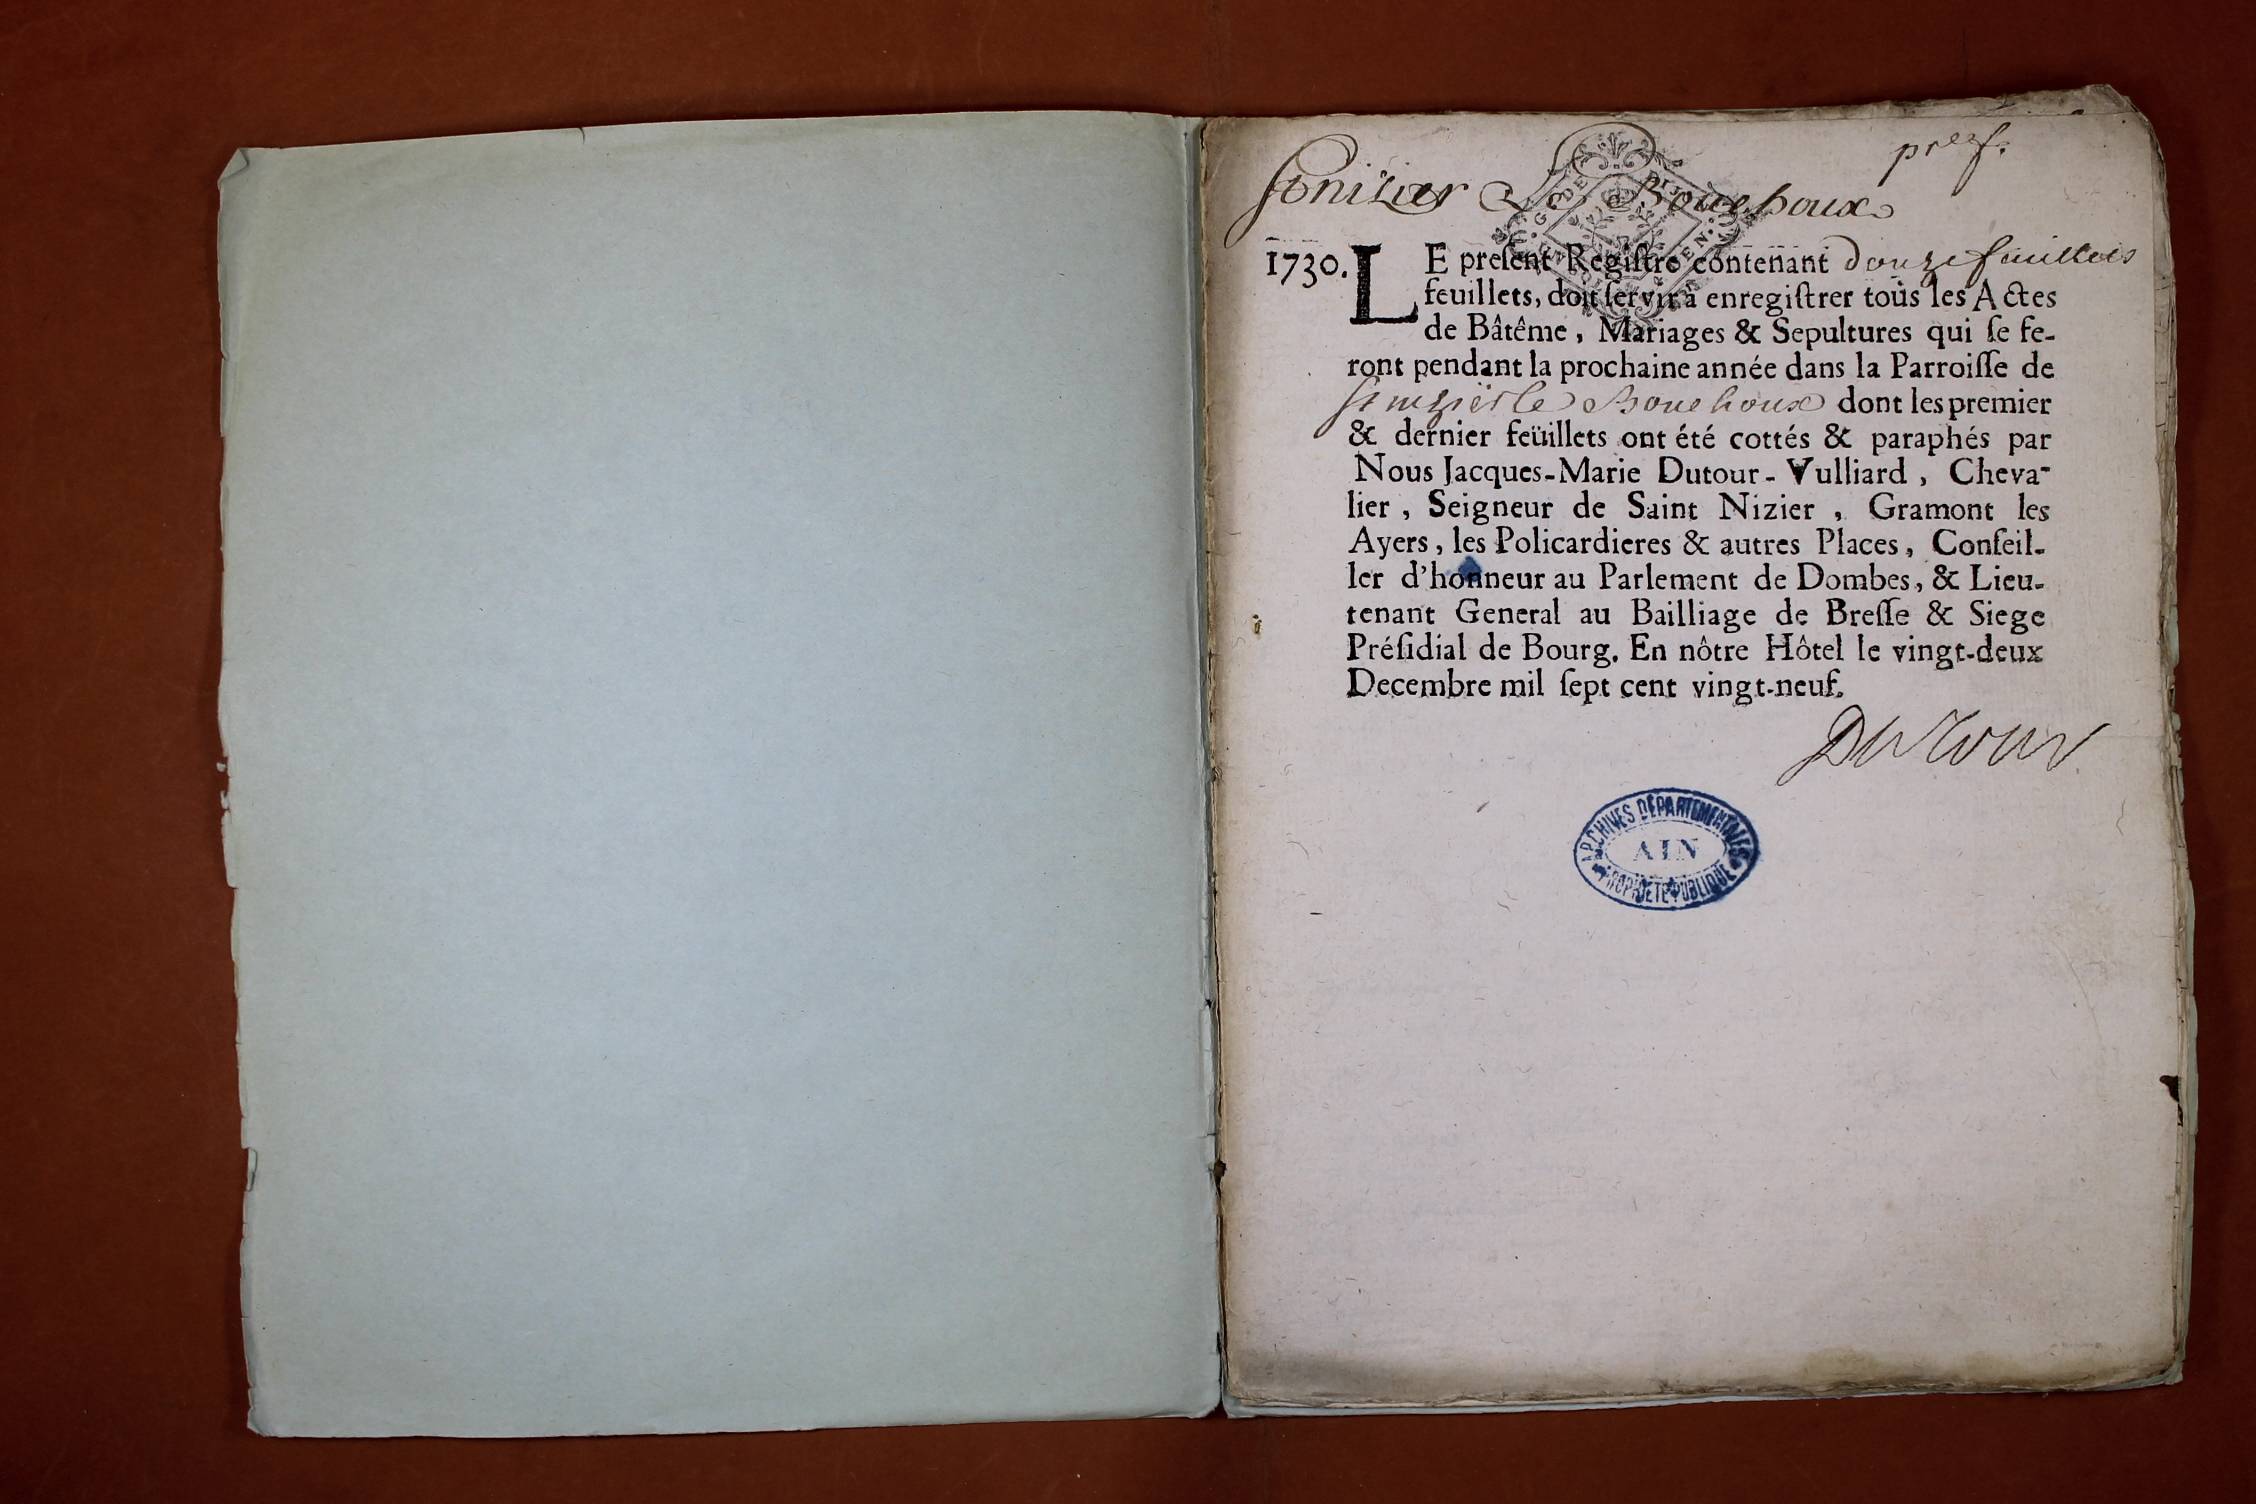 pref.
St nizier Le Bouchoux
1730. LE preſent Regiſtre contenant douze feuillets
feuillets, doit ſervir à enregiſtrer tous les Actes
de Bâtême, Mariages & Sepultures qui ſe fe-
ront pendant la prochaine année dans la Parroiſſe de
St nizier le Bouchoux dont les premier
& dernier feüillets ont été cottés & paraphés par
Nous Jacques-Marie Dutour-Vulliard, Cheva-
lier, Seigneur de Saint Nizier, Gramont les
Ayers, les Policardieres & autres Places, Conſeil-
ler d'honneur au Parlement de Dombes, & Lieu-
tenant General au Bailliage de Breſſe & Siege
Préſidial de Bourg. En nôtre Hôtel le vingt-deux
Decembre mil ſept cent vingt-neuf.
Dutour
ARCHIVES DÉPARTEMENTALES
AIN
PROPRIÉTÉ PUBLIQUE